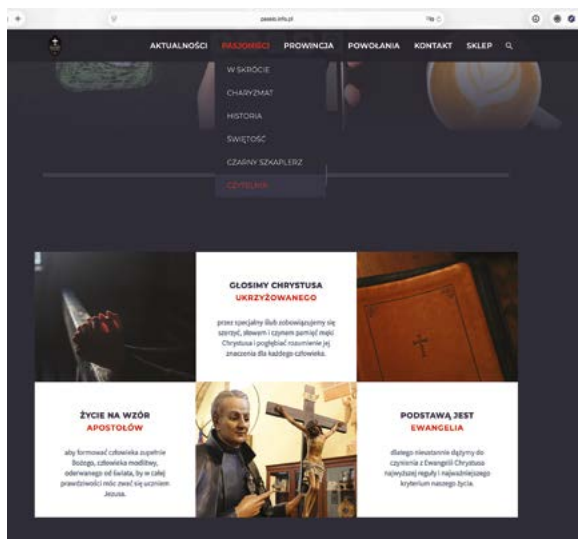 passio.info.pl
AKTUALNOŚCI PASJONIŚCI PROWINCJA POWOŁANIA KONTAKT SKLEP
W SKRÓCIE
CHARYZMAT
HISTORIA
ŚWIĘTOŚĆ
CZARNY SZKAPLERZ
CZYTELNIA
GŁOSIMY CHRYSTUSA
UKRZYŻOWANEGO
przez specjalny ślub zobowiązujemy się
szerzyć, słowem i czynem pamięć męki
Chrystusa i pogłębiać rozumienie jej
znaczenia dla każdego człowieka.
ŻYCIE NA WZÓR
APOSTOŁÓW
aby formować człowieka zupełnie
Bożego, człowieka modlitwy,
oderwanego od świata, by w całej
prawdziwości móc zwać się uczniem
Jezusa.
PODSTAWĄ JEST
EWANGELIA
dlatego nieustannie dążymy do
czynienia z Ewangelii Chrystusa
najwyższej reguły i najważniejszego
kryterium naszego życia.